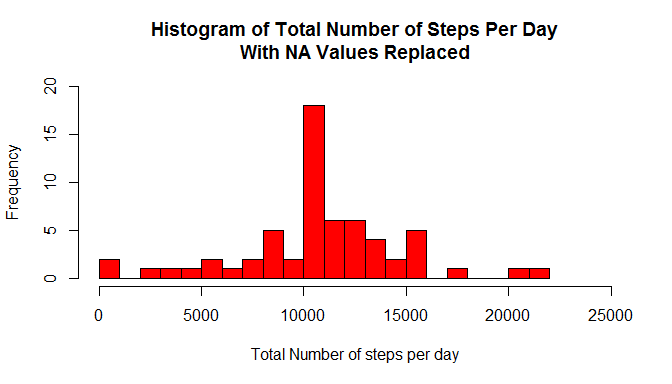 Histogram of Total Number of Steps Per Day
With NA Values Replaced
Frequency
20
15
10
5
0
0 5000 10000 15000 20000 25000
Total Number of steps per day